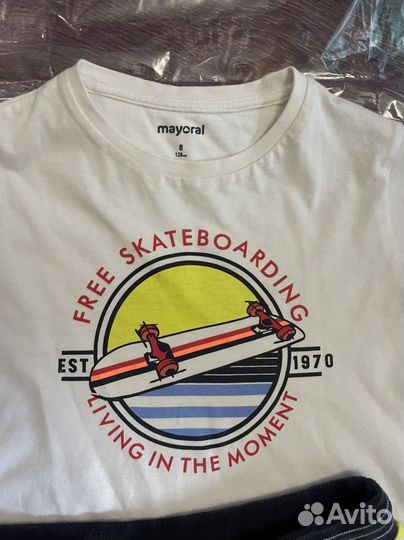 mayoral
8
128cm
FREE SKATEBOARDING
EST 1970
LIVING IN THE MOMENT
Avito